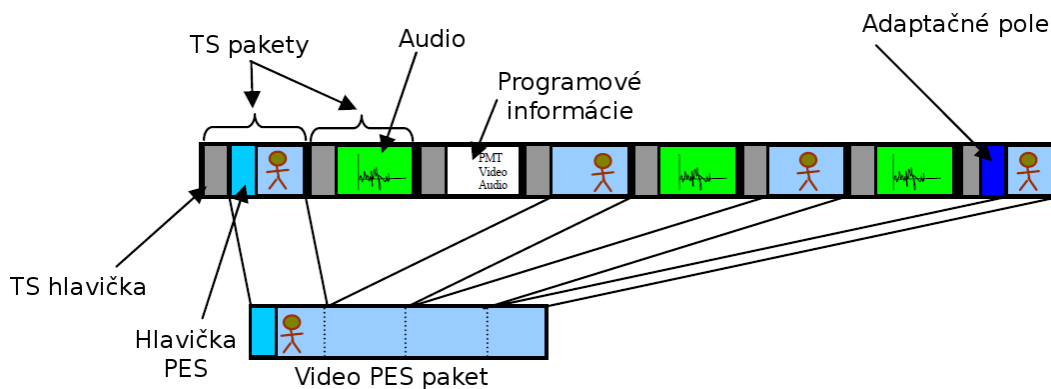 Adaptačné pole
Audio
TS pakety
Programové
informácie
PMT
Video
Audio
TS hlavička
Hlavička
PES
Video PES paket